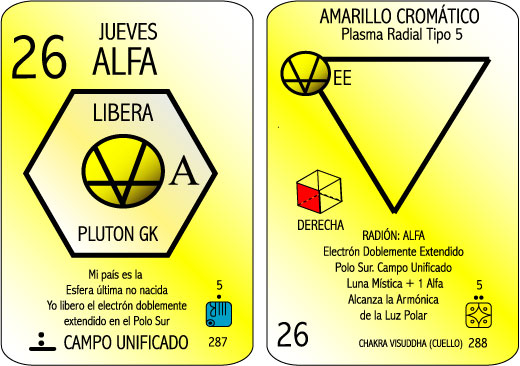 26
JUEVES
ALFA
LIBERA
A
PLUTON GK
Mi país es la
Esfera última no nacida
Yo libero el electrón doblemente
extendido en el Polo Sur
5
CAMPO UNIFICADO
287
AMARILLO CROMÁTICO
Plasma Radial Tipo 5
EE
DERECHA
RADIÓN: ALFA
Electrón Doblemente Extendido
Polo Sur. Campo Unificado
Luna Mística + 1 Alfa
Alcanza la Armónica
de la Luz Polar
5
26
CHAKRA VISUDDHA (CUELLO) 288